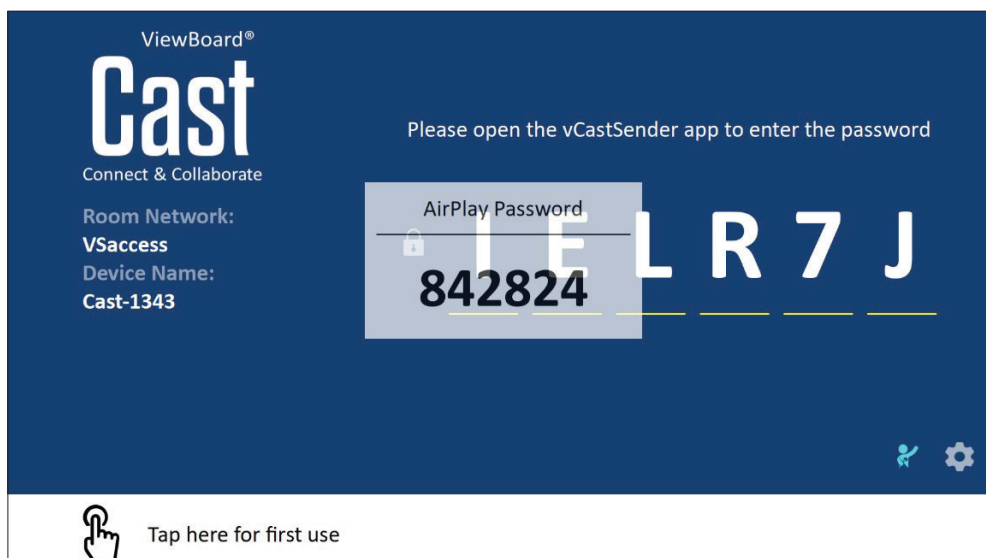 ViewBoard®
Cast
Connect & Collaborate
Room Network:
VSaccess
Device Name:
Cast-1343
Please open the vCastSender app to enter the password
I E L R 7 J
AirPlay Password
842824
Tap here for first use